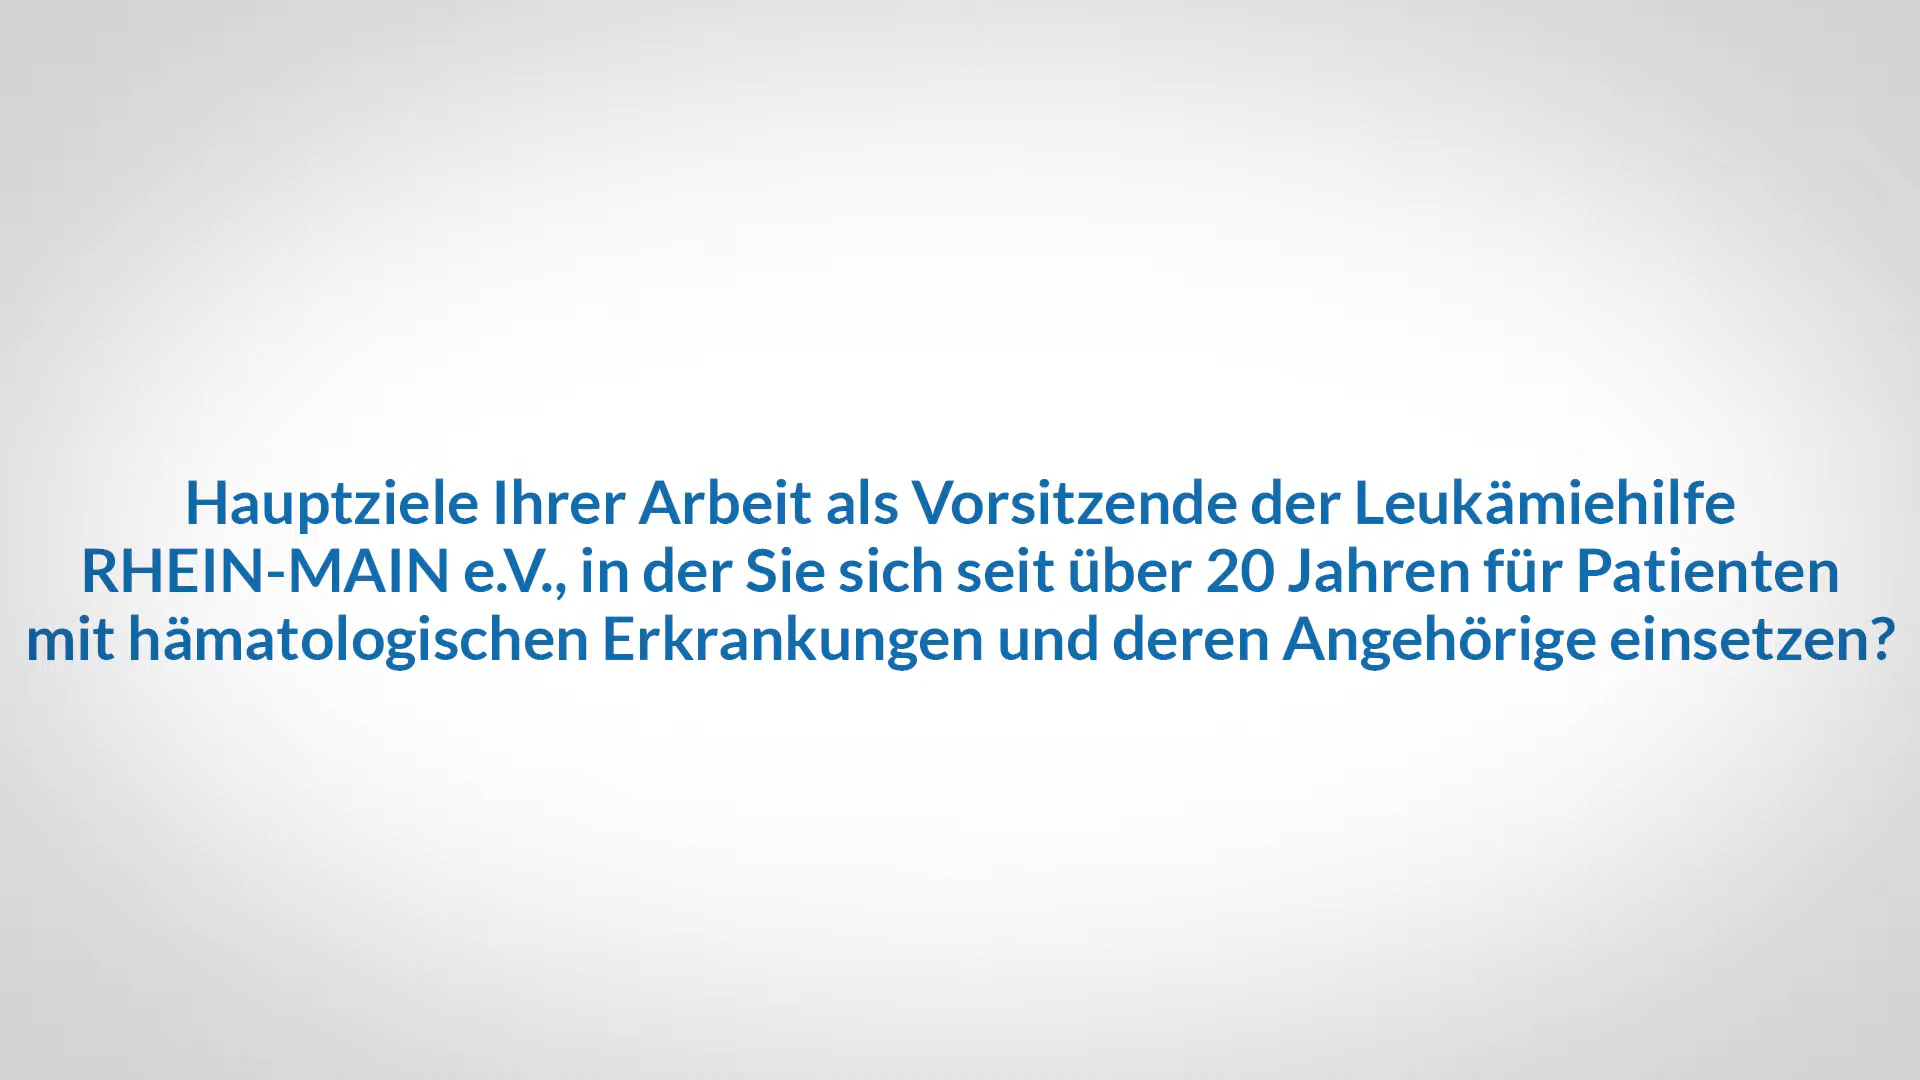 Hauptziele Ihrer Arbeit als Vorsitzende der Leukämiehilfe
RHEIN-MAIN e.V., in der Sie sich seit über 20 Jahren für Patienten
mit hämatologischen Erkrankungen und deren Angehörige einsetzen?